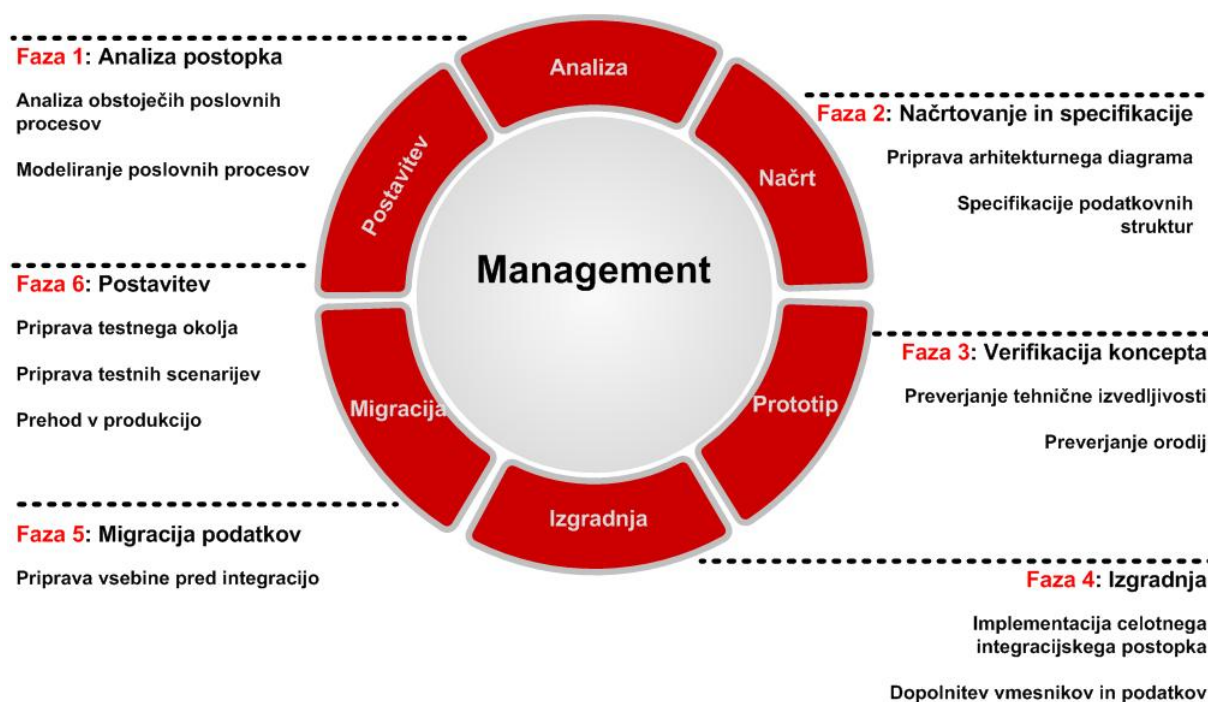 Faza 1: Analiza postopka
Analiza obstoječih poslovnih
procesov
Modeliranje poslovnih procesov
Faza 2: Načrtovanje in specifikacije
Priprava arhitekturnega diagrama
Specifikacije podatkovnih
struktur
Faza 3: Verifikacija koncepta
Preverjanje tehnične izvedljivosti
Preverjanje orodij
Faza 4: Izgradnja
Implementacija celotnega
integracijskega postopka
Dopolnitev vmesnikov in podatkov
Faza 5: Migracija podatkov
Priprava vsebine pred integracijo
Faza 6: Postavitev
Priprava testnega okolja
Priprava testnih scenarijev
Prehod v produkcijo
Analiza
Načrt
Prototip
Izgradnja
Migracija
Postavitev
Management